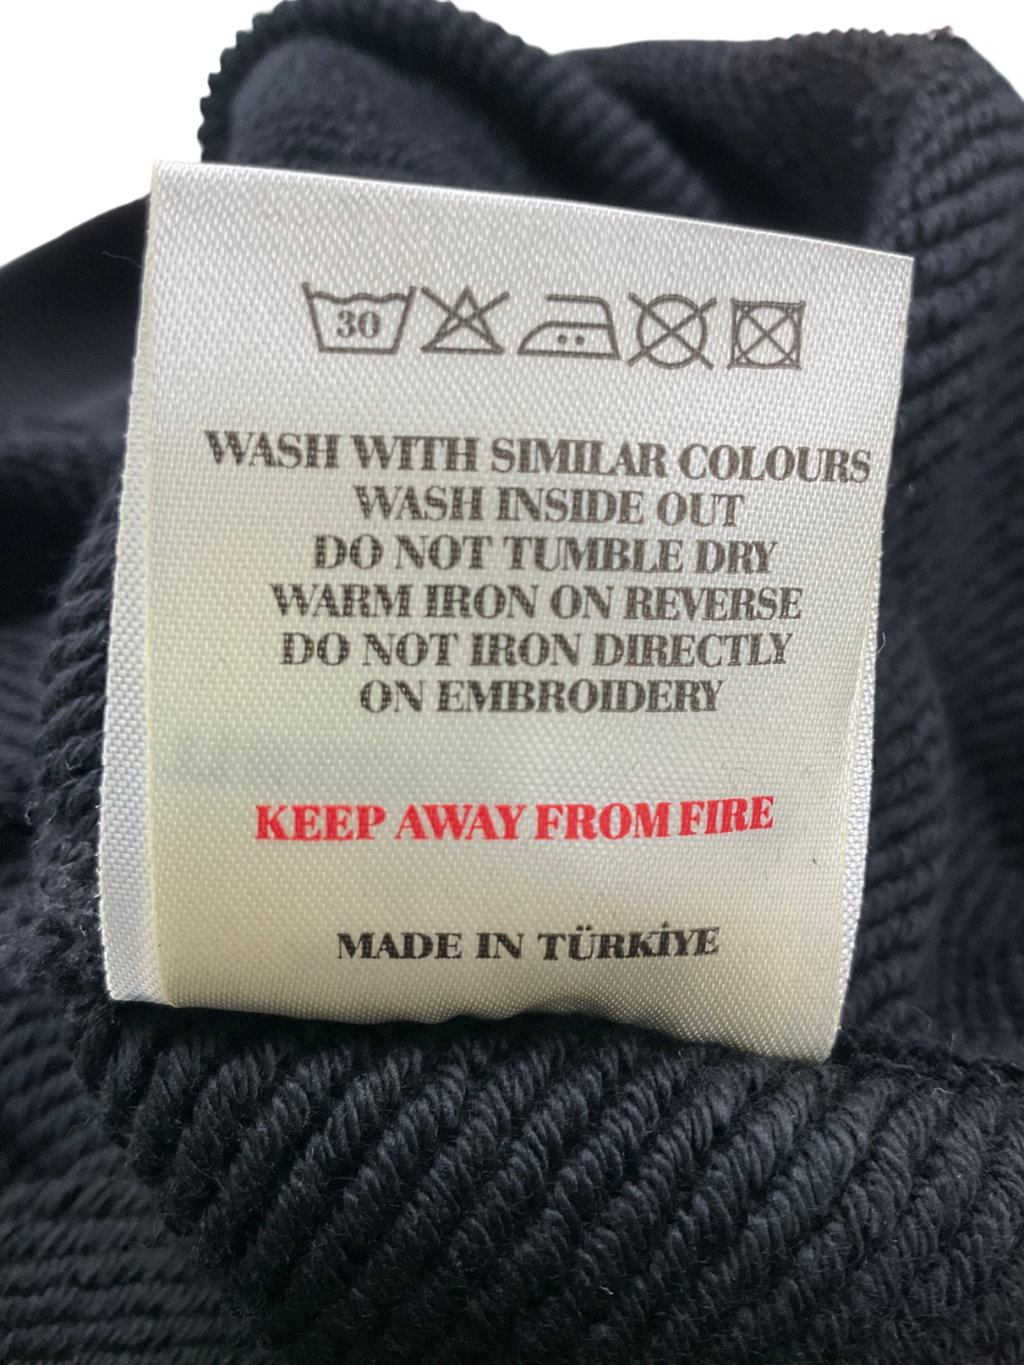 30
WASH WITH SIMILAR COLOURS
WASH INSIDE OUT
DO NOT TUMBLE DRY
WARM IRON ON REVERSE
DO NOT IRON DIRECTLY
ON EMBROIDERY
KEEP AWAY FROM FIRE
MADE IN TÜRKİYE